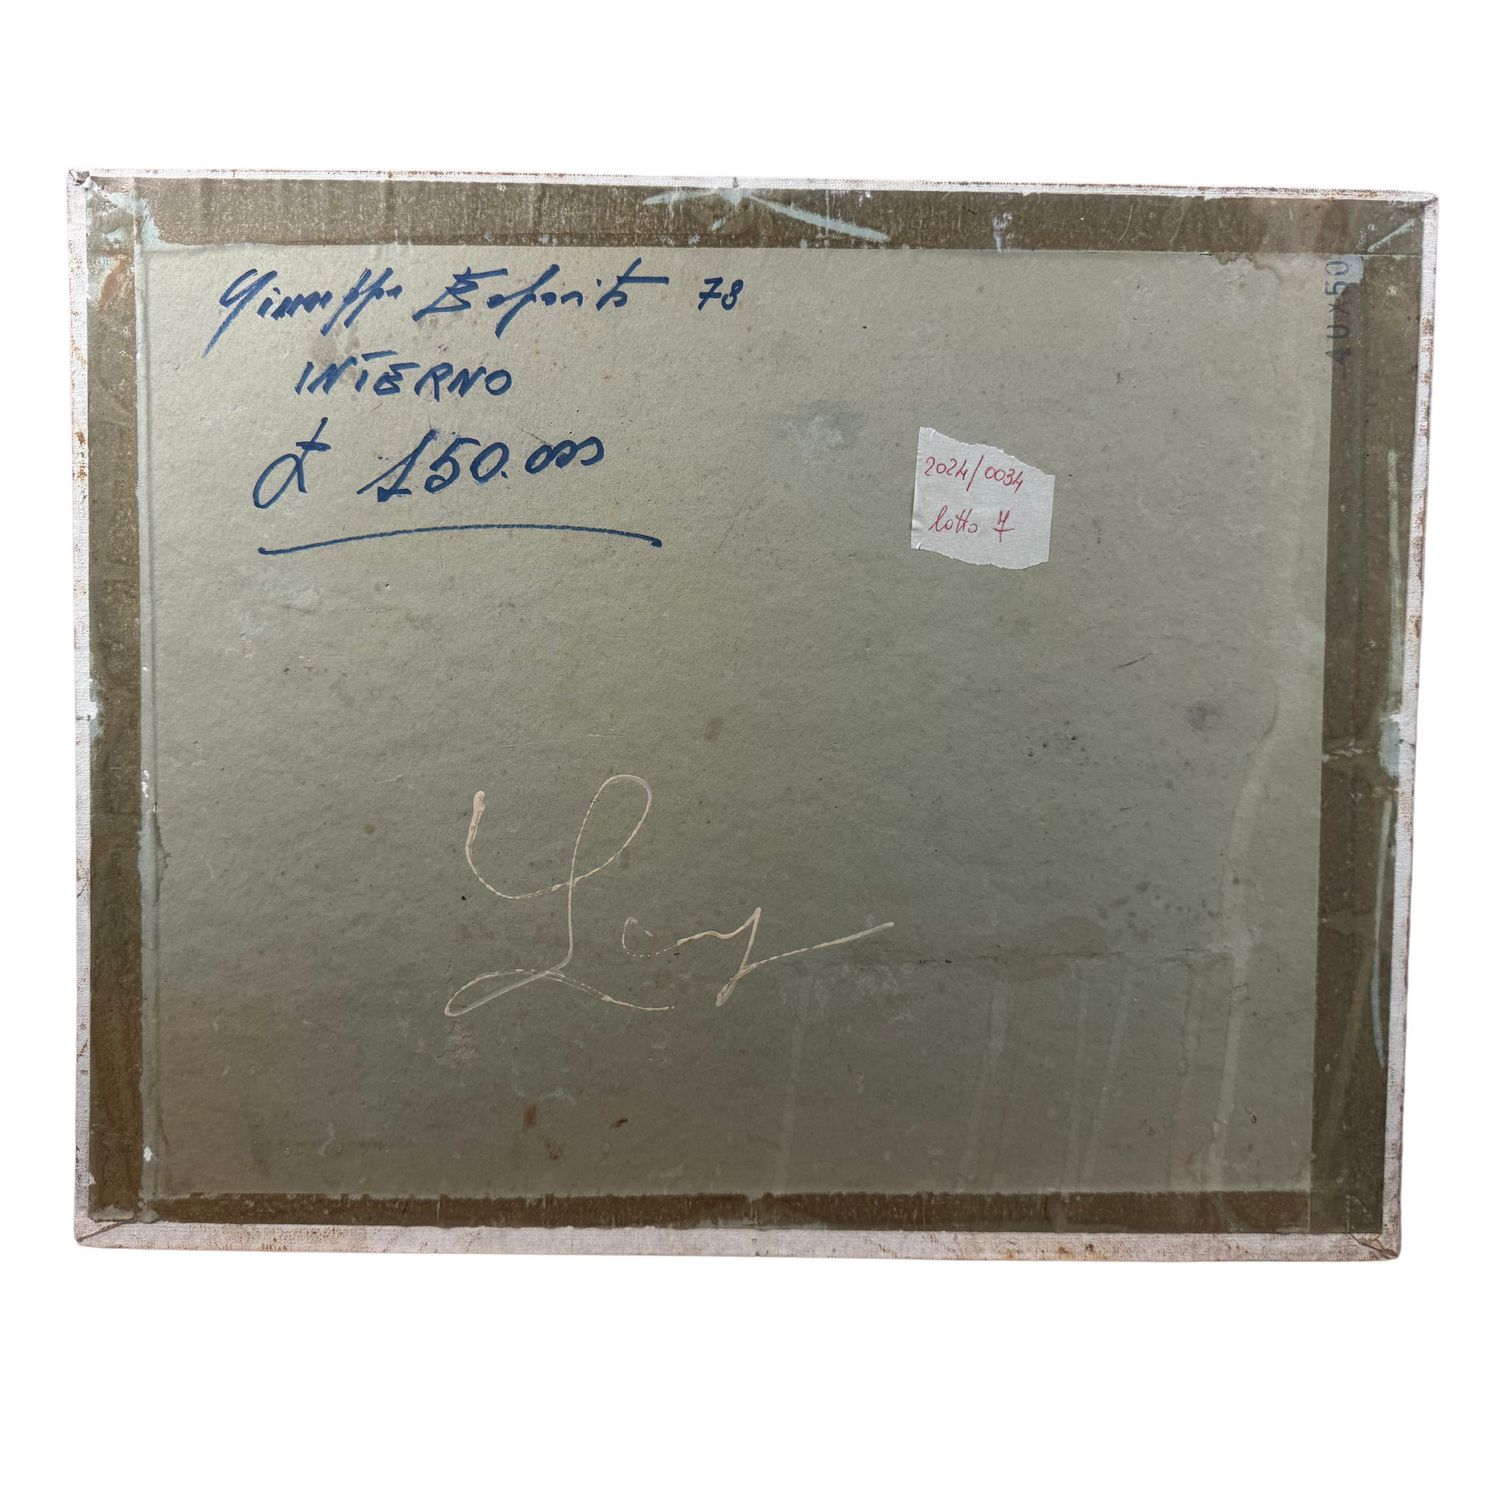 Giuseppe Esposito 78
INTERNO
£ 150.000
40X50
2024/0034
lotto 7